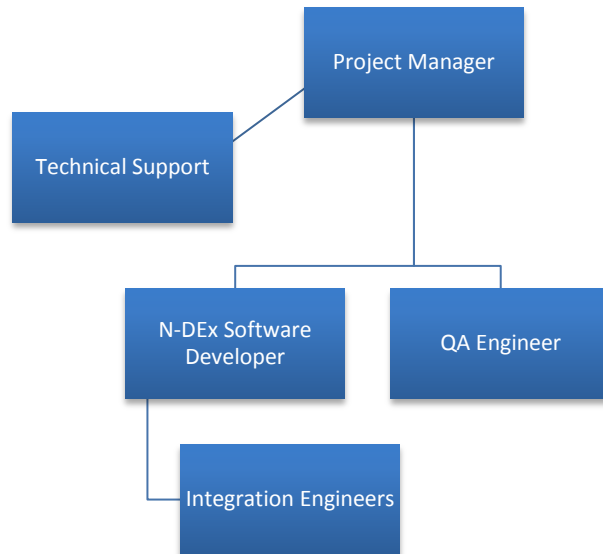 Project Manager
Technical Support
N-DEx Software
Developer
QA Engineer
Integration Engineers